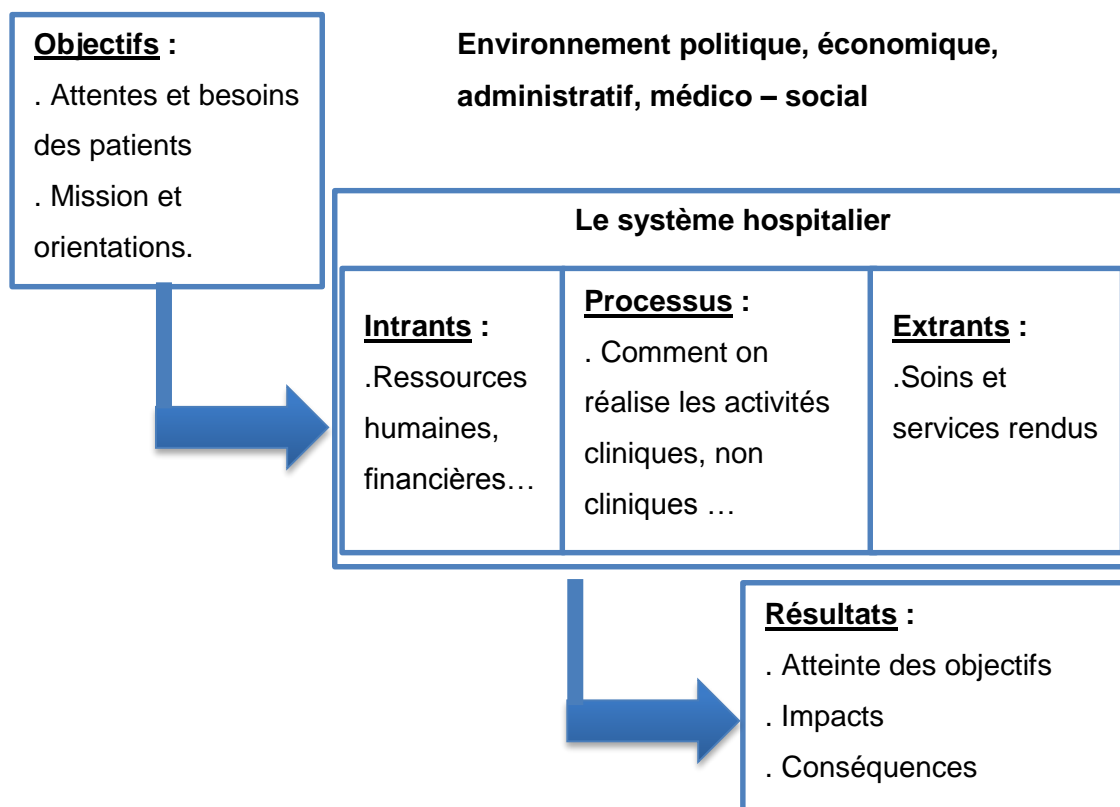 Objectifs :
. Attentes et besoins
des patients
. Mission et
orientations.
Environnement politique, économique,
administratif, médico – social
Le système hospitalier
Intrants :
.Ressources
humaines,
financières…
Processus :
. Comment on
réalise les activités
cliniques, non
cliniques …
Extrants :
.Soins et
services rendus
Résultats :
. Atteinte des objectifs
. Impacts
. Conséquences